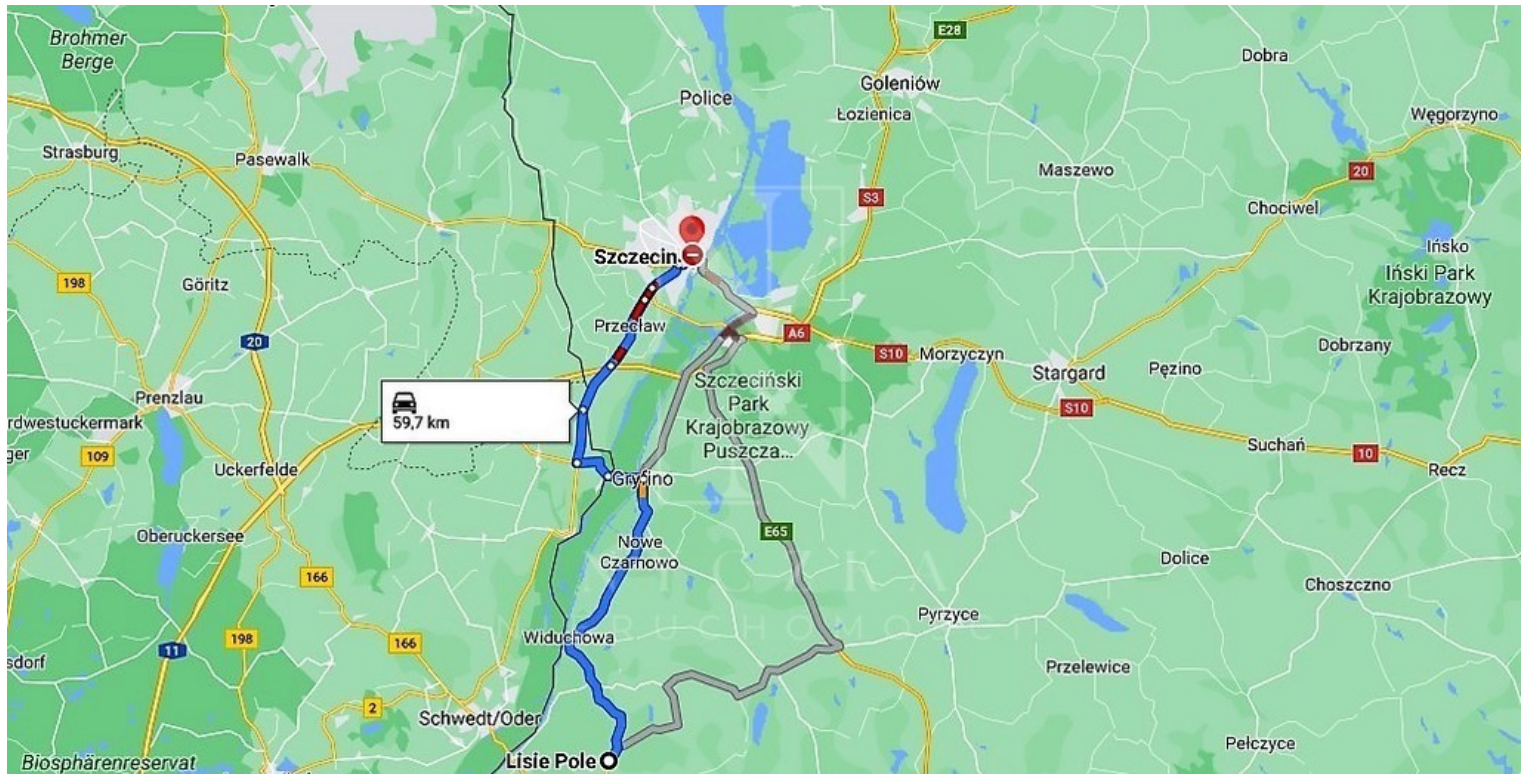 Brohmer
Berge
E28
Dobra
Goleniów
Police
Łozienica
Węgorzyno
Strasburg
Pasewalk
Maszewo
20
S3
Chociwel
Szczecin
Ińsko
Iński Park
Krajobrazowy
198
Göritz
Przecław
A6
20
S10
Morzyczyn
Dobrzany
Stargard
Pęzino
Szczeciński
Park
Krajobrazowy
Puszcza...
59,7 km
Prenzlau
S10
rdwestuckermark
ger
109
Uckerfelde
Suchań
10
Recz
Gryfino
Oberuckersee
E65
Nowe
Czarnowo
166
Dolice
Choszczno
Pyrzyce
NIERUCHOMOŚCI
Widuchowa
198
166
11
sdorf
Przelewice
2
Schwedt/Oder
Pełczyce
Lisie Pole
Biosphärenreservat